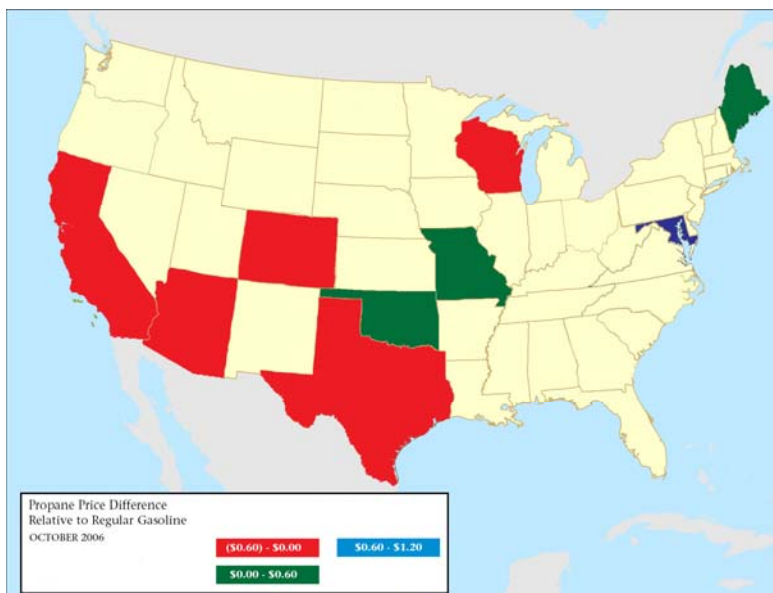 Propane Price Difference
Relative to Regular Gasoline
OCTOBER 2006
($0.60) - $0.00
$0.60 - $1.20
$0.00 - $0.60